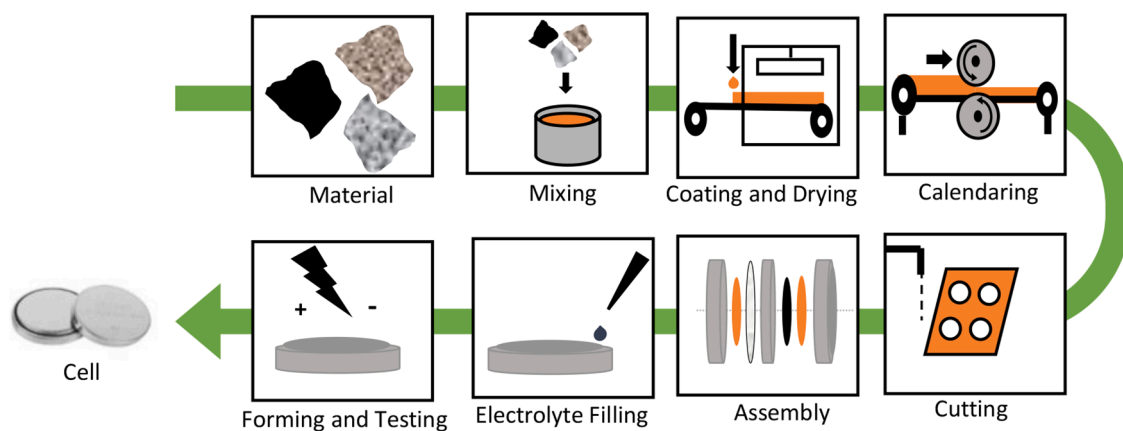 Material
Mixing
Coating and Drying
Calendaring
+ -
Cell
Forming and Testing
Electrolyte Filling
Assembly
Cutting